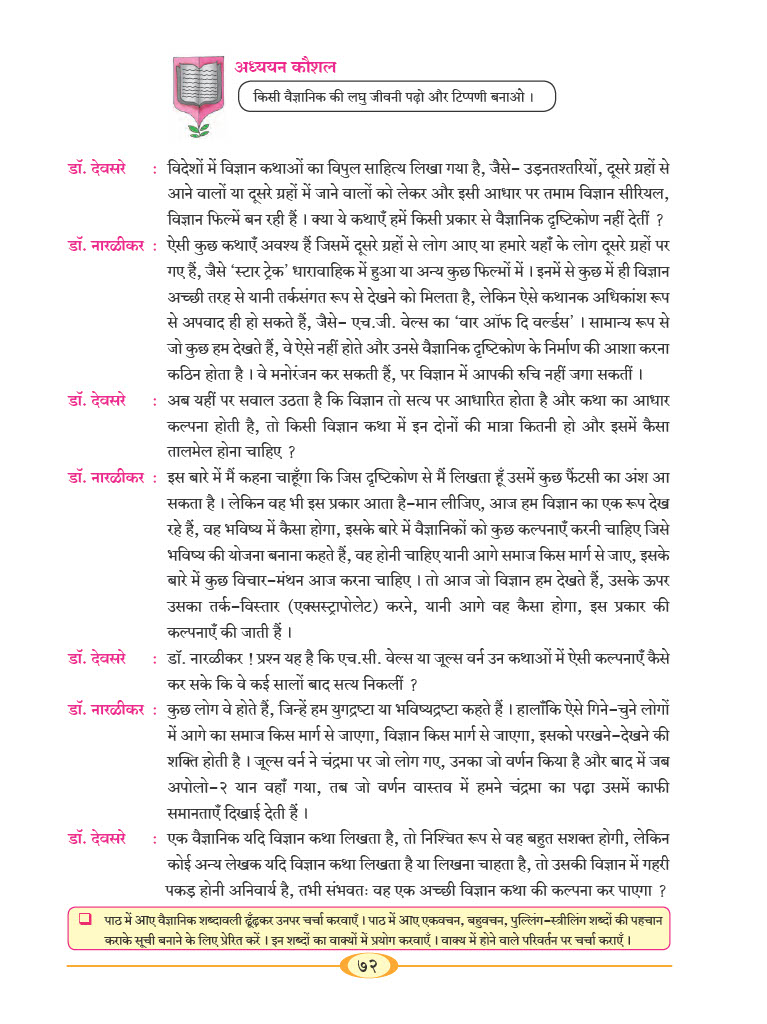 अध्ययन कौशल
किसी वैज्ञानिक की लघु जीवनी पढ़ो और टिप्पणी बनाओ ।
डॉ. देवसरे : विदेशों में विज्ञान कथाओं का विपुल साहित्य लिखा गया है, जैसे- उड़नतश्तरियों, दूसरे ग्रहों से
आने वालों या दूसरे ग्रहों में जाने वालों को लेकर और इसी आधार पर तमाम विज्ञान सीरियल,
विज्ञान फिल्में बन रही हैं । क्या ये कथाएँ हमें किसी प्रकार से वैज्ञानिक दृष्टिकोण नहीं देतीं ?
डॉ. नारळीकर : ऐसी कुछ कथाएँ अवश्य हैं जिसमें दूसरे ग्रहों से लोग आए या हमारे यहाँ के लोग दूसरे ग्रहों पर
गए हैं, जैसे ‘स्टार ट्रेक’ धारावाहिक में हुआ या अन्य कुछ फिल्मों में । इनमें से कुछ में ही विज्ञान
अच्छी तरह से यानी तर्कसंगत रूप से देखने को मिलता है, लेकिन ऐसे कथानक अधिकांश रूप
से अपवाद ही हो सकते हैं, जैसे- एच.जी. वेल्स का ‘वार ऑफ दि वर्ल्डस’ । सामान्य रूप से
जो कुछ हम देखते हैं, वे ऐसे नहीं होते और उनसे वैज्ञानिक दृष्टिकोण के निर्माण की आशा करना
कठिन होता है । वे मनोरंजन कर सकती हैं, पर विज्ञान में आपकी रुचि नहीं जगा सकतीं ।
डॉ. देवसरे : अब यहीं पर सवाल उठता है कि विज्ञान तो सत्य पर आधारित होता है और कथा का आधार
कल्पना होती है, तो किसी विज्ञान कथा में इन दोनों की मात्रा कितनी हो और इसमें कैसा
तालमेल होना चाहिए ?
डॉ. नारळीकर : इस बारे में मैं कहना चाहूँगा कि जिस दृष्टिकोण से मैं लिखता हूँ उसमें कुछ फैंटसी का अंश आ
सकता है । लेकिन वह भी इस प्रकार आता है-मान लीजिए, आज हम विज्ञान का एक रूप देख
रहे हैं, वह भविष्य में कैसा होगा, इसके बारे में वैज्ञानिकों को कुछ कल्पनाएँ करनी चाहिए जिसे
भविष्य की योजना बनाना कहते हैं, वह होनी चाहिए यानी आगे समाज किस मार्ग से जाए, इसके
बारे में कुछ विचार-मंथन आज करना चाहिए । तो आज जो विज्ञान हम देखते हैं, उसके ऊपर
उसका तर्क-विस्तार (एक्सस्ट्रापोलेट) करने, यानी आगे वह कैसा होगा, इस प्रकार की
कल्पनाएँ की जाती हैं ।
डॉ. देवसरे : डॉ. नारळीकर ! प्रश्न यह है कि एच.सी. वेल्स या जूल्स वर्न उन कथाओं में ऐसी कल्पनाएँ कैसे
कर सके कि वे कई सालों बाद सत्य निकलीं ?
डॉ. नारळीकर : कुछ लोग वे होते हैं, जिन्हें हम युगद्रष्टा या भविष्यद्रष्टा कहते हैं । हालाँकि ऐसे गिने-चुने लोगों
में आगे का समाज किस मार्ग से जाएगा, विज्ञान किस मार्ग से जाएगा, इसको परखने-देखने की
शक्ति होती है । जूल्स वर्न ने चंद्रमा पर जो लोग गए, उनका जो वर्णन किया है और बाद में जब
अपोलो-२ यान वहाँ गया, तब जो वर्णन वास्तव में हमने चंद्रमा का पढ़ा उसमें काफी
समानताएँ दिखाई देती हैं ।
डॉ. देवसरे : एक वैज्ञानिक यदि विज्ञान कथा लिखता है, तो निश्चित रूप से वह बहुत सशक्त होगी, लेकिन
कोई अन्य लेखक यदि विज्ञान कथा लिखता है या लिखना चाहता है, तो उसकी विज्ञान में गहरी
पकड़ होनी अनिवार्य है, तभी संभवतः वह एक अच्छी विज्ञान कथा की कल्पना कर पाएगा ?
❑ पाठ में आए वैज्ञानिक शब्दावली ढूँढ़कर उनपर चर्चा करवाएँ । पाठ में आए एकवचन, बहुवचन, पुल्लिंग-स्त्रीलिंग शब्दों की पहचान
कराके सूची बनाने के लिए प्रेरित करें । इन शब्दों का वाक्यों में प्रयोग करवाएँ । वाक्य में होने वाले परिवर्तन पर चर्चा कराएँ ।
७२